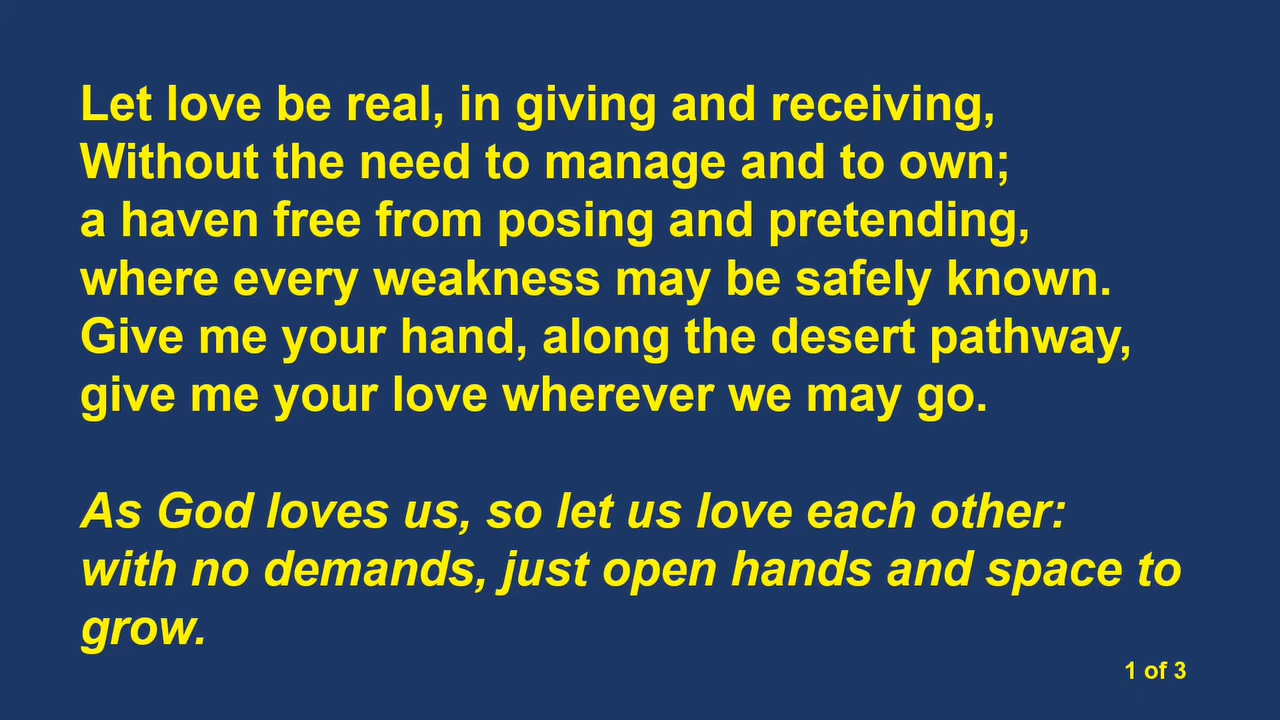 Let love be real, in giving and receiving,
Without the need to manage and to own;
a haven free from posing and pretending,
where every weakness may be safely known.
Give me your hand, along the desert pathway,
give me your love wherever we may go.
As God loves us, so let us love each other:
with no demands, just open hands and space to
grow.
1 of 3